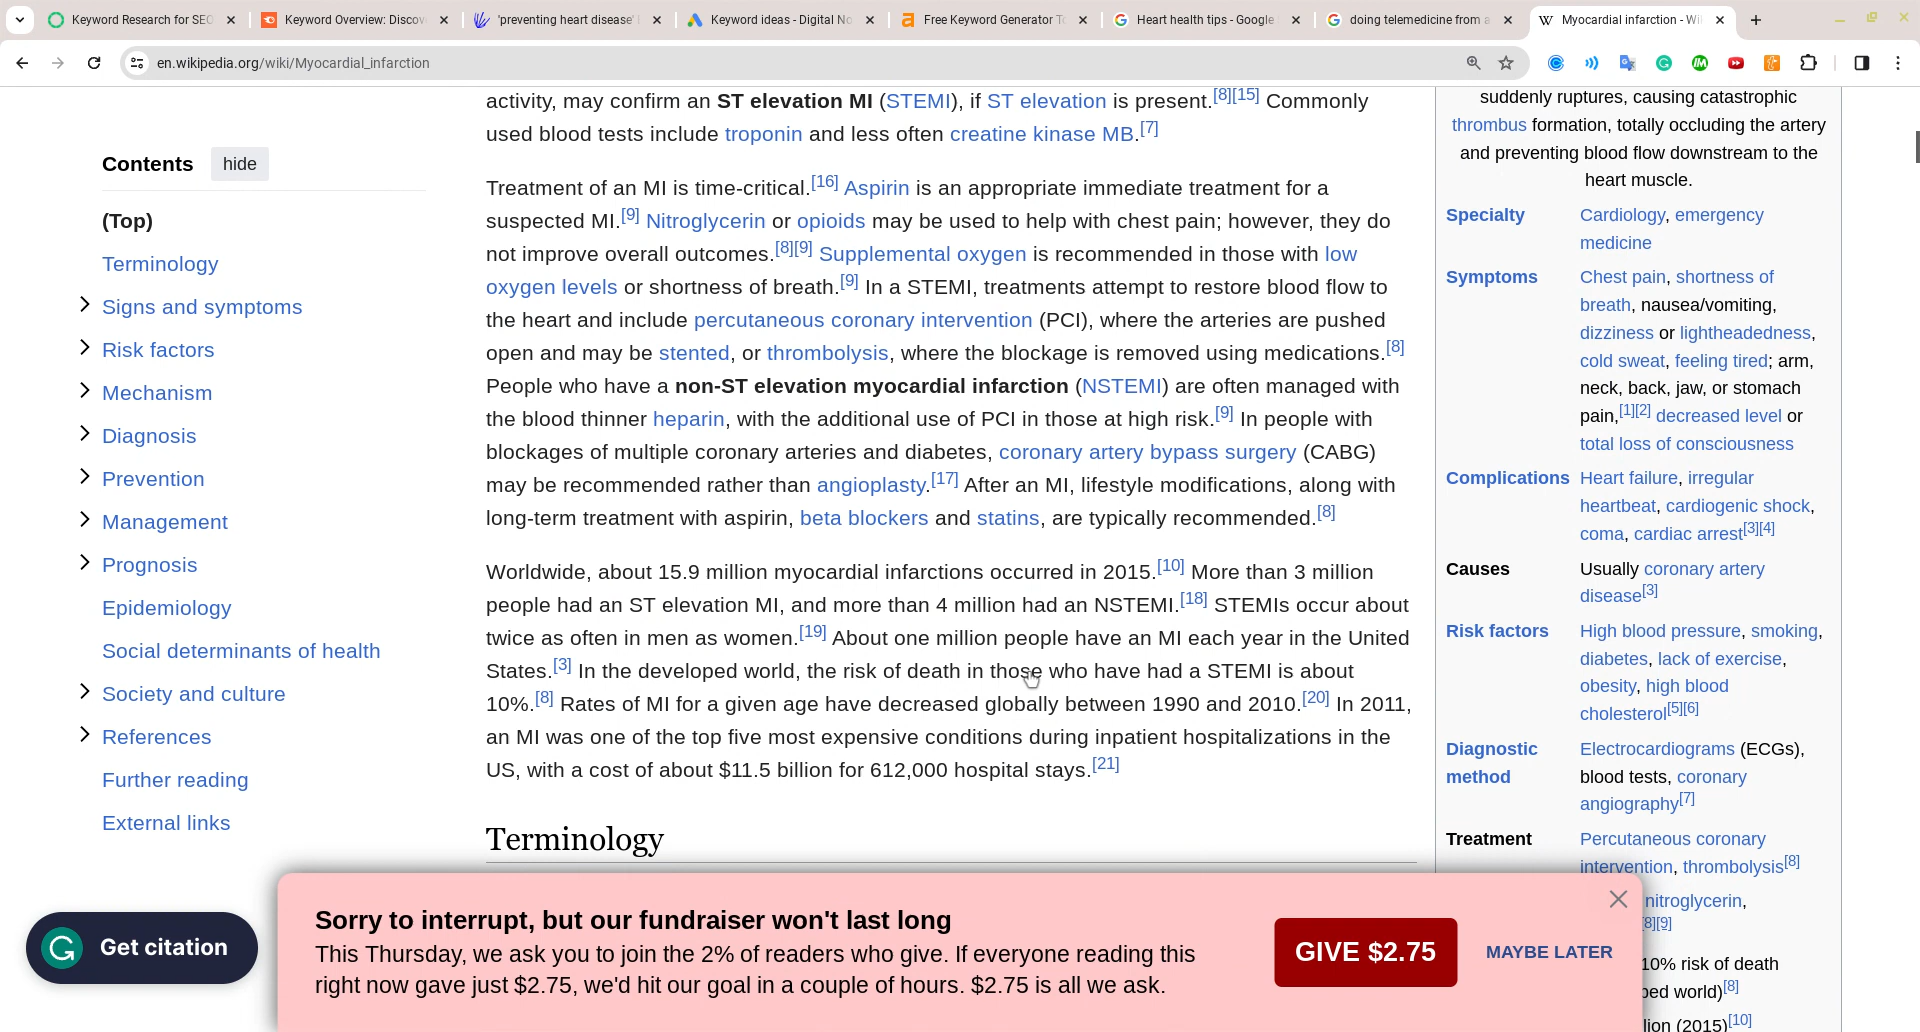 Keyword Research for SEO
Keyword Overview: Discov
'preventing heart disease'
Keyword ideas - Digital No
Free Keyword Generator To
Heart health tips - Google
doing telemedicine from a
Myocardial infarction - Wi
en.wikipedia.org/wiki/Myocardial_infarction
Contents hide
(Top)
Terminology
Signs and symptoms
Risk factors
Mechanism
Diagnosis
Prevention
Management
Prognosis
Epidemiology
Social determinants of health
Society and culture
References
Further reading
External links
activity, may confirm an ST elevation MI (STEMI), if ST elevation is present.[8][15] Commonly
used blood tests include troponin and less often creatine kinase MB.[7]
Treatment of an MI is time-critical.[16] Aspirin is an appropriate immediate treatment for a
suspected MI.[9] Nitroglycerin or opioids may be used to help with chest pain; however, they do
not improve overall outcomes.[8][9] Supplemental oxygen is recommended in those with low
oxygen levels or shortness of breath.[9] In a STEMI, treatments attempt to restore blood flow to
the heart and include percutaneous coronary intervention (PCI), where the arteries are pushed
open and may be stented, or thrombolysis, where the blockage is removed using medications.[8]
People who have a non-ST elevation myocardial infarction (NSTEMI) are often managed with
the blood thinner heparin, with the additional use of PCI in those at high risk.[9] In people with
blockages of multiple coronary arteries and diabetes, coronary artery bypass surgery (CABG)
may be recommended rather than angioplasty.[17] After an MI, lifestyle modifications, along with
long-term treatment with aspirin, beta blockers and statins, are typically recommended.[8]
Worldwide, about 15.9 million myocardial infarctions occurred in 2015.[10] More than 3 million
people had an ST elevation MI, and more than 4 million had an NSTEMI.[18] STEMIs occur about
twice as often in men as women.[19] About one million people have an MI each year in the United
States.[3] In the developed world, the risk of death in those who have had a STEMI is about
10%.[8] Rates of MI for a given age have decreased globally between 1990 and 2010.[20] In 2011,
an MI was one of the top five most expensive conditions during inpatient hospitalizations in the
US, with a cost of about $11.5 billion for 612,000 hospital stays.[21]
Terminology
suddenly ruptures, causing catastrophic
thrombus formation, totally occluding the artery
and preventing blood flow downstream to the
heart muscle.
Specialty Cardiology, emergency
medicine
Symptoms Chest pain, shortness of
breath, nausea/vomiting,
dizziness or lightheadedness,
cold sweat, feeling tired; arm,
neck, back, jaw, or stomach
pain,[1][2] decreased level or
total loss of consciousness
Complications Heart failure, irregular
heartbeat, cardiogenic shock,
coma, cardiac arrest[3][4]
Causes Usually coronary artery
disease[3]
Risk factors High blood pressure, smoking,
diabetes, lack of exercise,
obesity, high blood
cholesterol[5][6]
Diagnostic Electrocardiograms (ECGs),
method blood tests, coronary
angiography[7]
Treatment Percutaneous coronary
intervention, thrombolysis[8]
nitroglycerin,
[8][9]
10% risk of death
ped world)[8]
lion (2015)[10]
Get citation
Sorry to interrupt, but our fundraiser won't last long
This Thursday, we ask you to join the 2% of readers who give. If everyone reading this
right now gave just $2.75, we'd hit our goal in a couple of hours. $2.75 is all we ask.
GIVE $2.75
MAYBE LATER